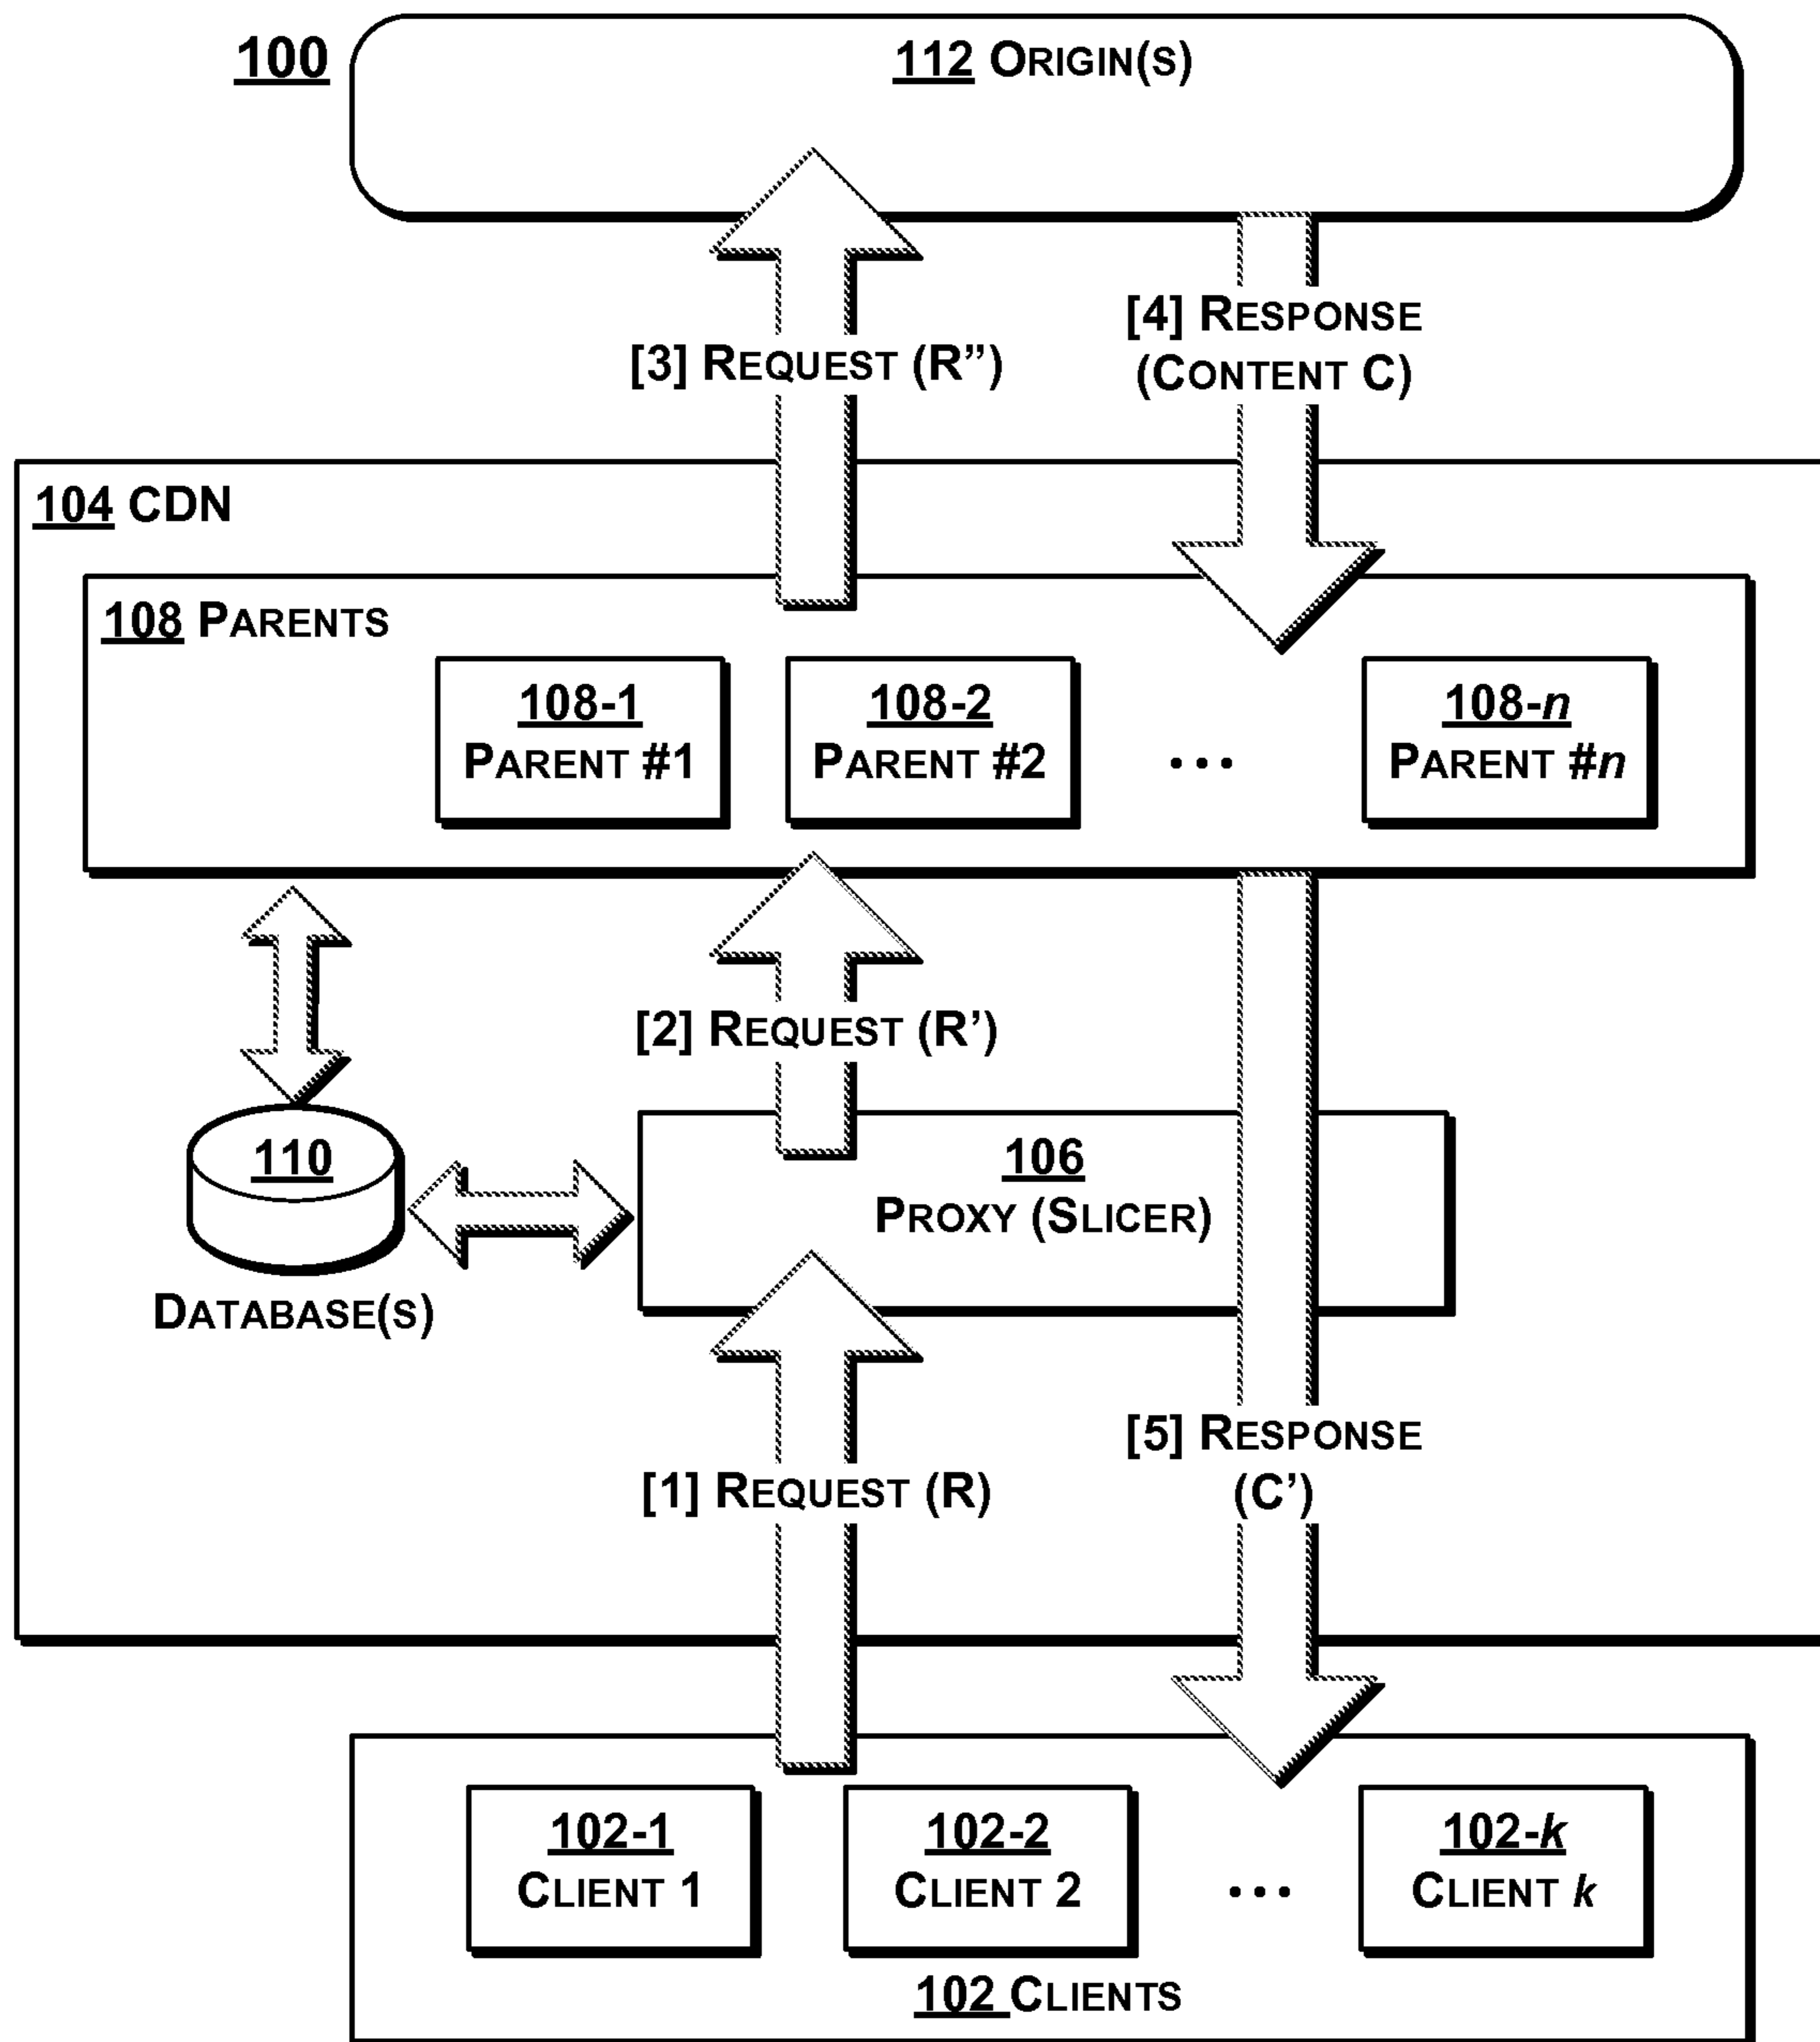 100
112 ORIGIN(S)
[3] REQUEST (R”)
[4] RESPONSE
(CONTENT C)
104 CDN
108 PARENTS
108-1
PARENT #1
108-2
PARENT #2
...
108-n
PARENT #n
[2] REQUEST (R’)
110
DATABASE(S)
106
PROXY (SLICER)
[1] REQUEST (R)
[5] RESPONSE
(C’)
102-1
CLIENT 1
102-2
CLIENT 2
...
102-k
CLIENT k
102 CLIENTS